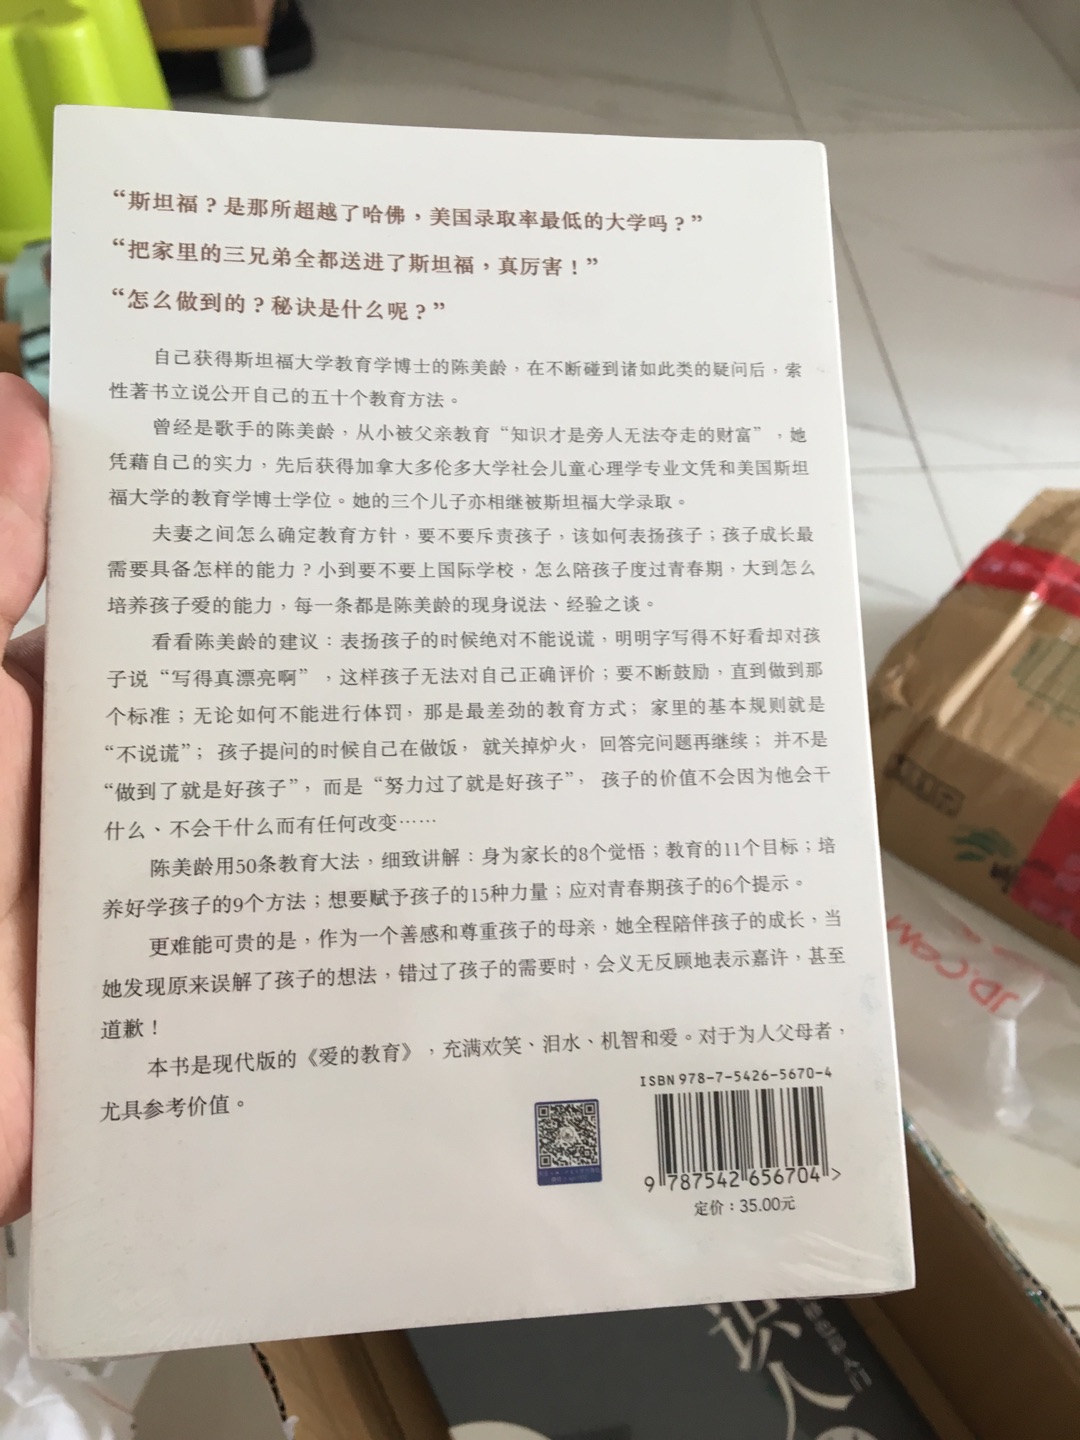 “斯坦福？是那所超越了哈佛，美国录取率最低的大学吗？”
“把家里的三兄弟全都送进了斯坦福，真厉害！”
“怎么做到的？秘诀是什么呢？”
自己获得斯坦福大学教育学博士的陈美龄，在不断碰到诸如此类的疑问后，索
性著书立说公开自己的五十个教育方法。
曾经是歌手的陈美龄，从小被父亲教育“知识才是旁人无法夺走的财富”，她
凭藉自己的实力，先后获得加拿大多伦多大学社会儿童心理学专业文凭和美国斯坦
福大学的教育学博士学位。她的三个儿子亦相继被斯坦福大学录取。
夫妻之间怎么确定教育方针，要不要斥责孩子，该如何表扬孩子；孩子成长最
需要具备怎样的能力？小到要不要上国际学校，怎么陪孩子度过青春期，大到怎么
培养孩子爱的能力，每一条都是陈美龄的现身说法、经验之谈。
看看陈美龄的建议：表扬孩子的时候绝对不能说谎，明明字写得不好看却对孩
子说“写得真漂亮啊”，这样孩子无法对自己正确评价；要不断鼓励，直到做到那
个标准；无论如何不能进行体罚，那是最差劲的教育方式；家里的基本规则就是
“不说谎”；孩子提问的时候自己在做饭，就关掉炉火，回答完问题再继续；并不是
“做到了就是好孩子”，而是“努力过了就是好孩子”，孩子的价值不会因为他会干
什么、不会干什么而有任何改变……
陈美龄用50条教育大法，细致讲解：身为家长的8个觉悟；教育的11个目标；培
养好学孩子的9个方法；想要赋予孩子的15种力量；应对青春期孩子的6个提示。
更难能可贵的是，作为一个善感和尊重孩子的母亲，她全程陪伴孩子的成长，当
她发现原来误解了孩子的想法，错过了孩子的需要时，会义无反顾地表示嘉许，甚至
道歉！
本书是现代版的《爱的教育》，充满欢笑、泪水、机智和爱。对于为人父母者，
尤具参考价值。
ISBN 978-7-5426-5670-4
9 787542 656704 >
定价：35.00元
JD.COM
识人